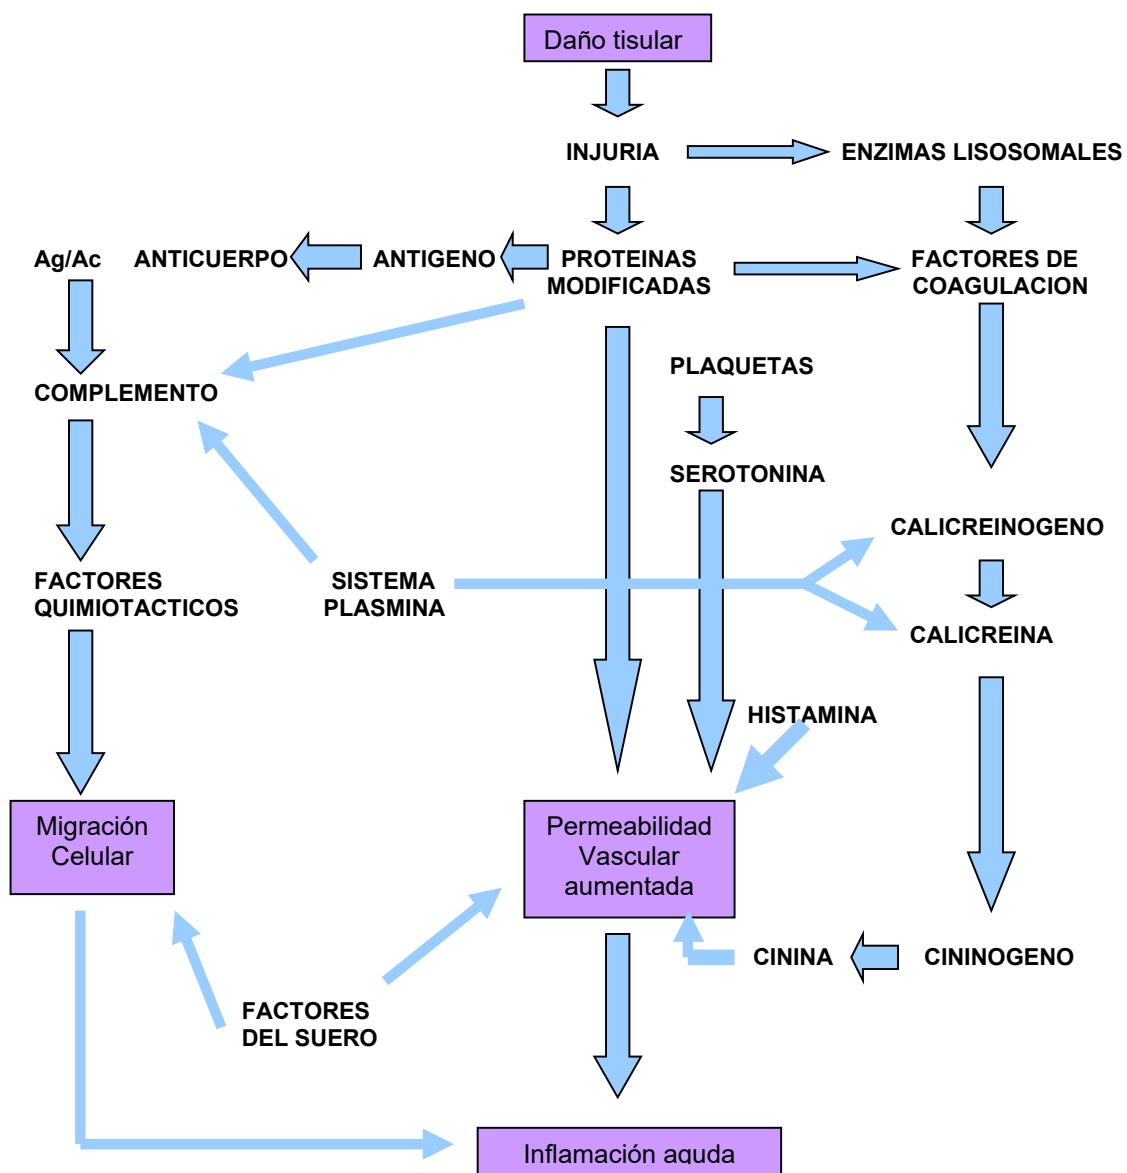 Daño tisular
INJURIA
ENZIMAS LISOSOMALES
Ag/Ac
ANTICUERPO
ANTIGENO
PROTEINAS
MODIFICADAS
FACTORES DE
COAGULACION
PLAQUETAS
COMPLEMENTO
SEROTONINA
CALICREINOGENO
FACTORES
QUIMIOTACTICOS
SISTEMA
PLASMINA
CALICREINA
HISTAMINA
Migración
Celular
Permeabilidad
Vascular
aumentada
CININA
CININOGENO
FACTORES
DEL SUERO
Inflamación aguda